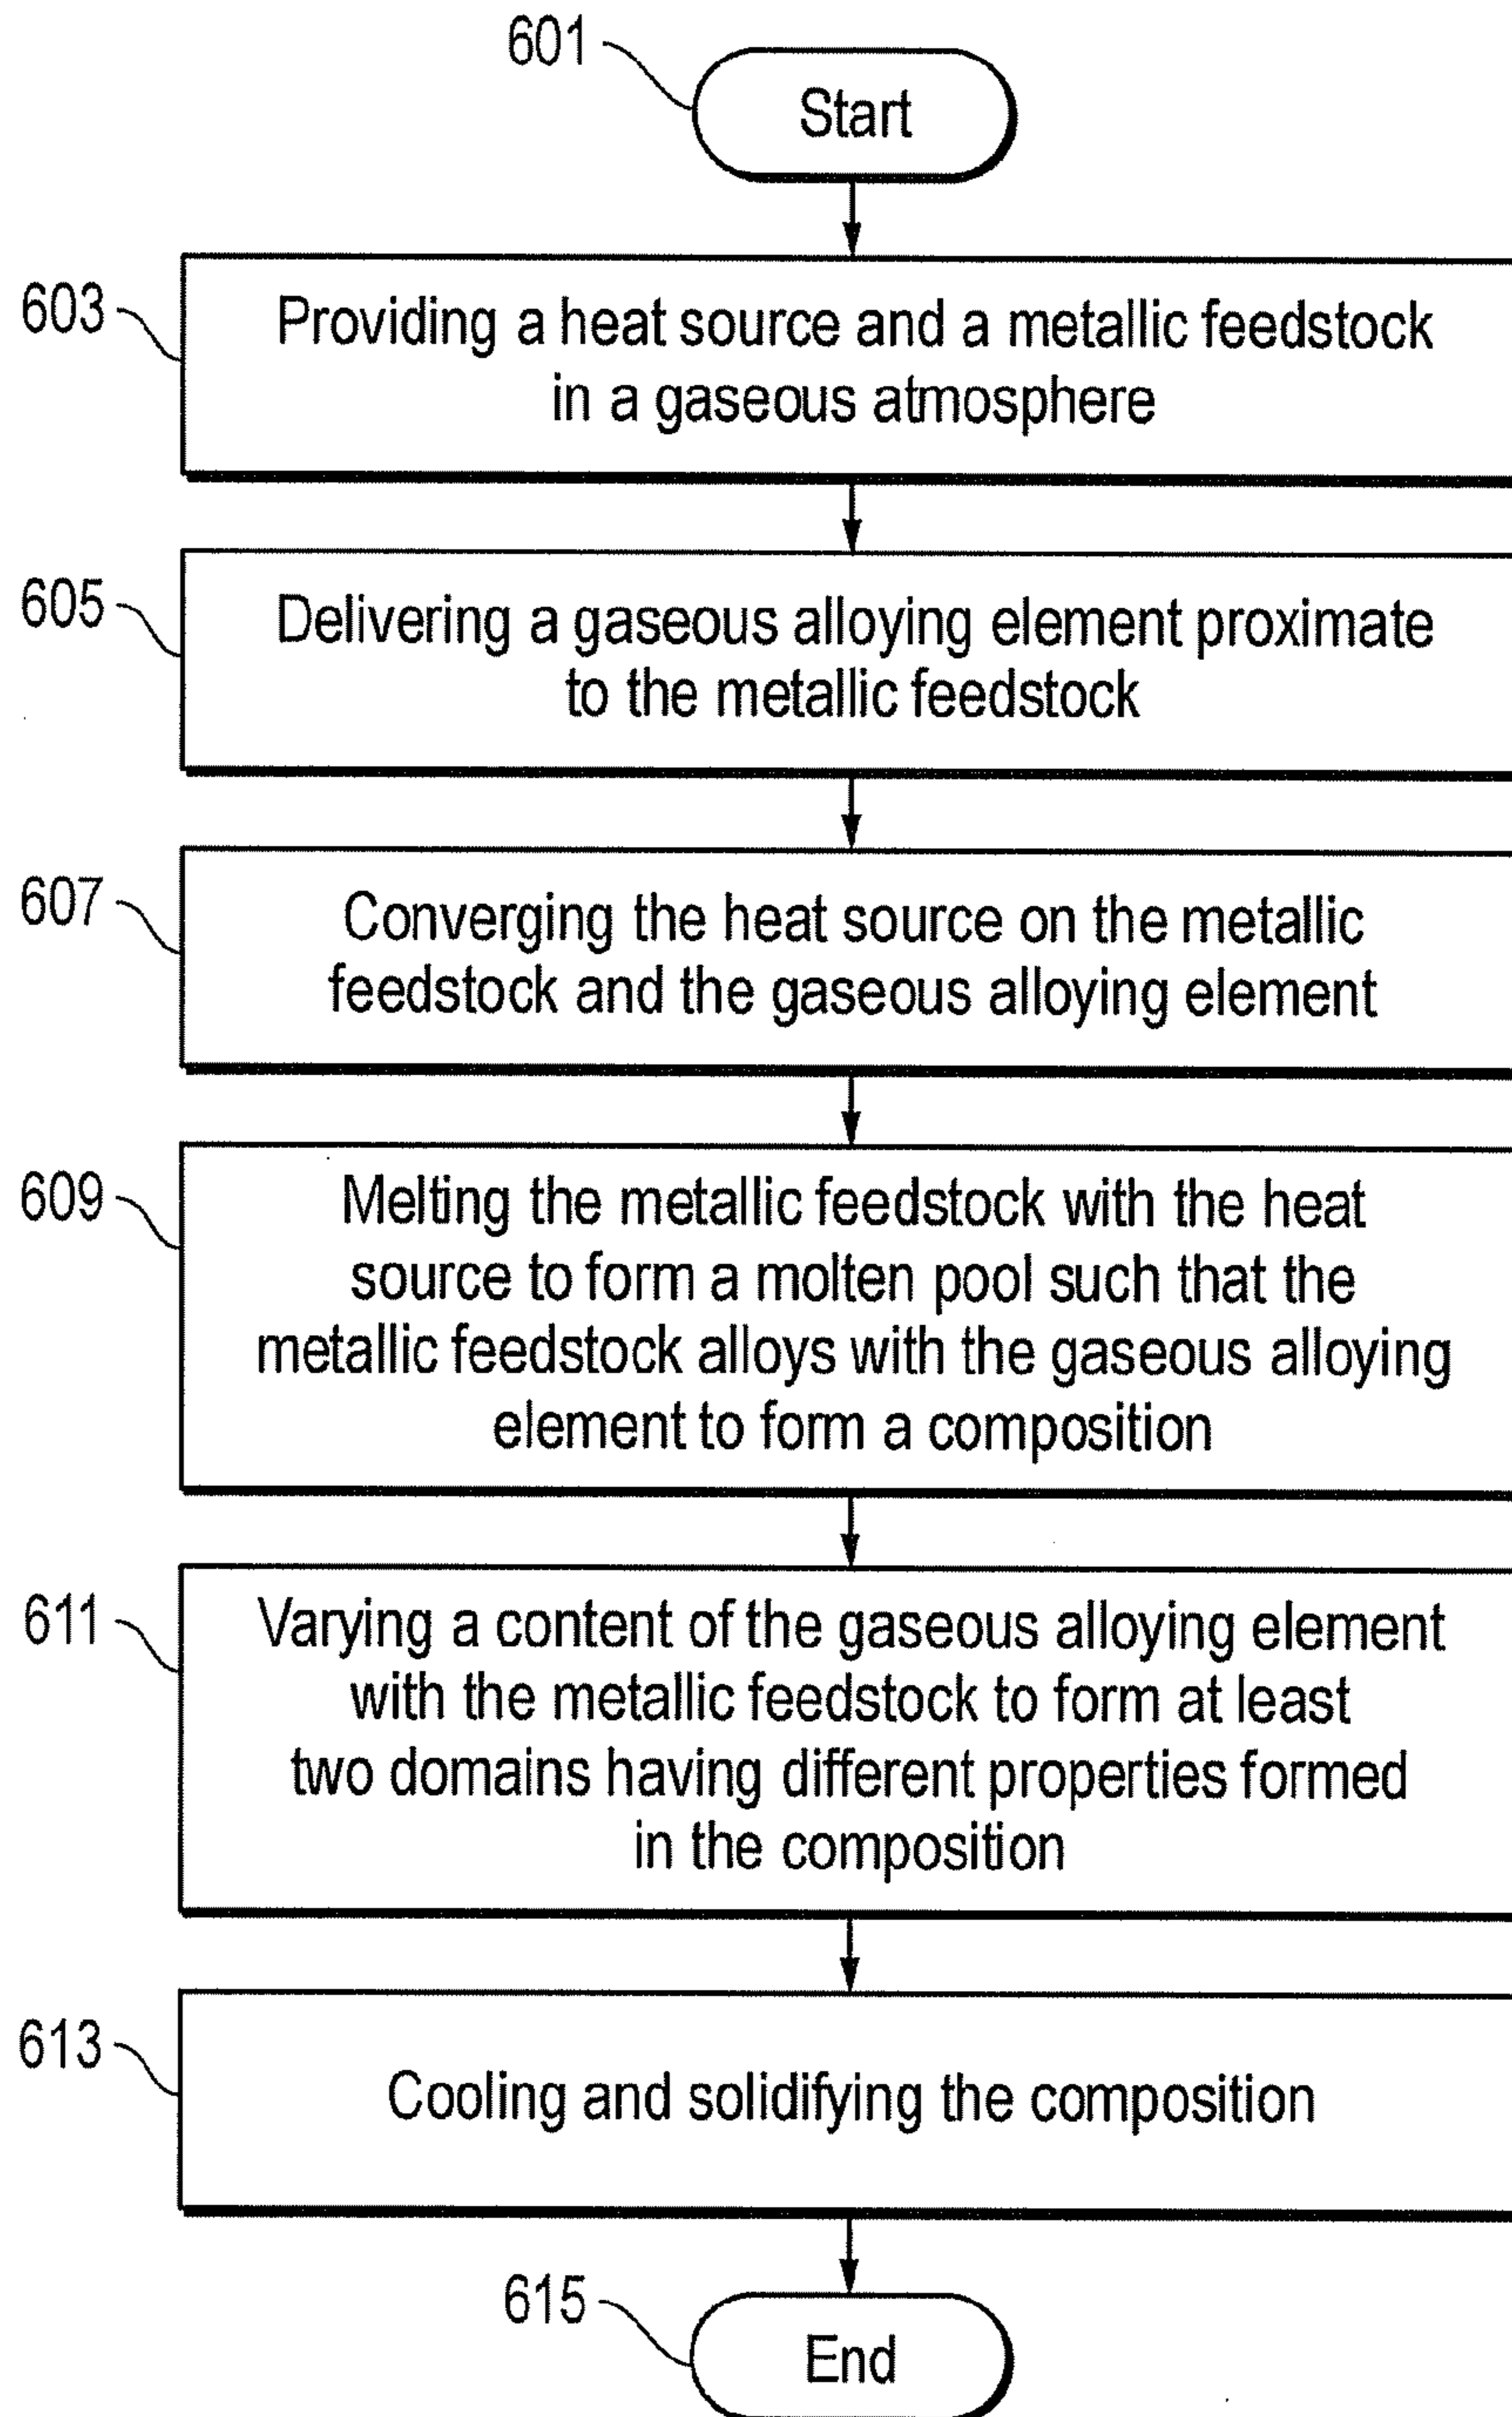 601
Start
603
Providing a heat source and a metallic feedstock
in a gaseous atmosphere
605
Delivering a gaseous alloying element proximate
to the metallic feedstock
607
Converging the heat source on the metallic
feedstock and the gaseous alloying element
609
Melting the metallic feedstock with the heat
source to form a molten pool such that the
metallic feedstock alloys with the gaseous alloying
element to form a composition
611
Varying a content of the gaseous alloying element
with the metallic feedstock to form at least
two domains having different properties formed
in the composition
613
Cooling and solidifying the composition
615
End